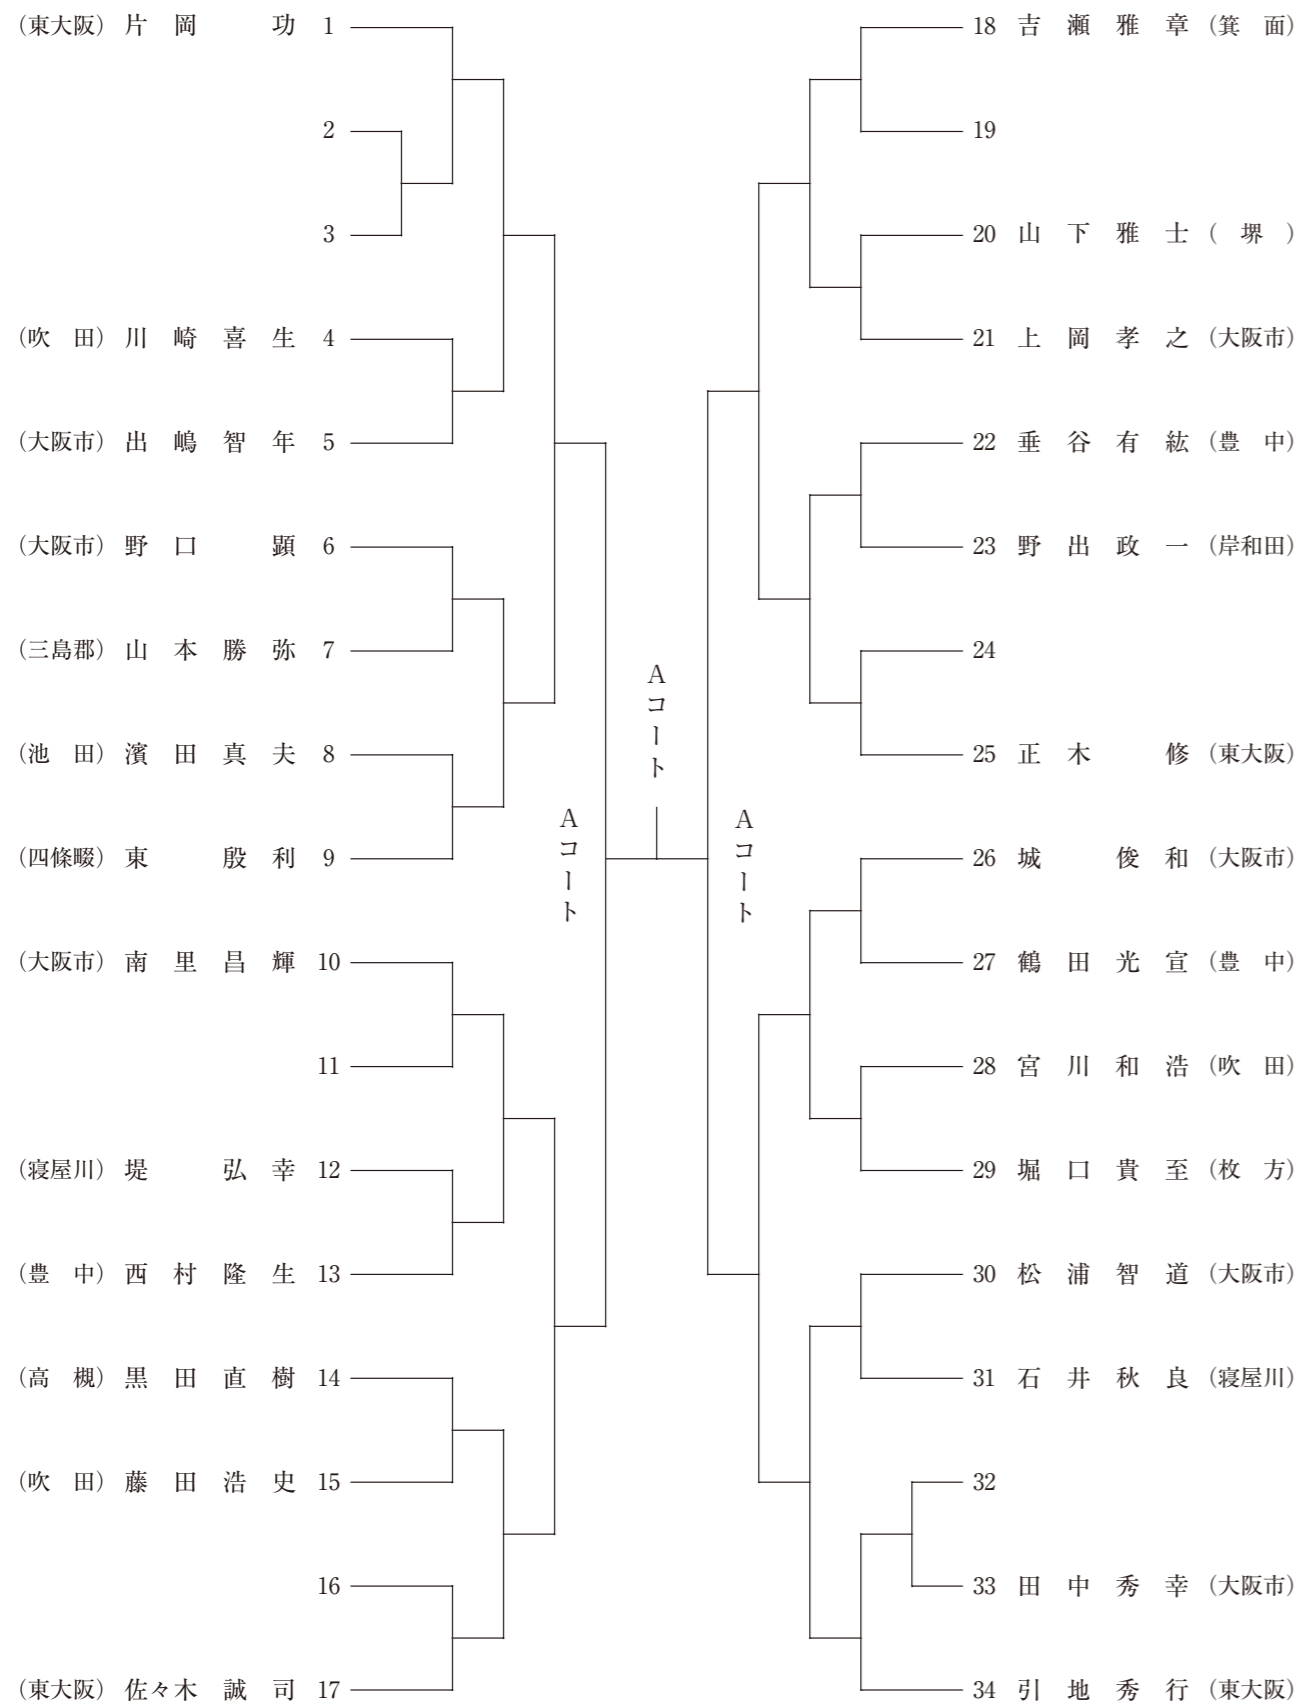 (東大阪) 片岡 功 1
2
3
(吹田) 川崎喜生 4
(大阪市) 出嶋智年 5
(大阪市) 野口 顕 6
(三島郡) 山本勝弥 7
(池田) 濱田真夫 8
(四條畷) 東 殷利 9
(大阪市) 南里昌輝 10
11
(寝屋川) 堤 弘幸 12
(豊中) 西村隆生 13
(高槻) 黒田直樹 14
(吹田) 藤田浩史 15
16
(東大阪) 佐々木誠司 17
Aコート
Aコート
Aコート
18 吉瀬雅章 (箕面)
19
20 山下雅士 (堺)
21 上岡孝之 (大阪市)
22 垂谷有紘 (豊中)
23 野出政一 (岸和田)
24
25 正木 修 (東大阪)
26 城 俊和 (大阪市)
27 鶴田光宣 (豊中)
28 宮川和浩 (吹田)
29 堀口貴至 (枚方)
30 松浦智道 (大阪市)
31 石井秋良 (寝屋川)
32
33 田中秀幸 (大阪市)
34 引地秀行 (東大阪)